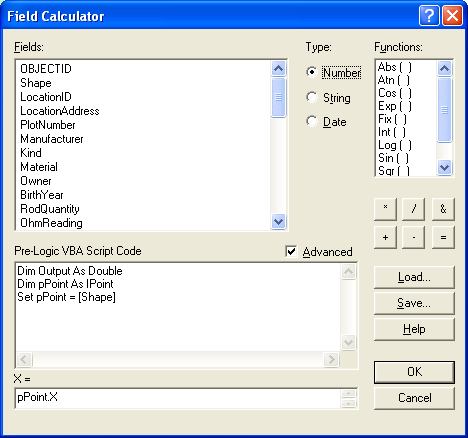 Field Calculator
Fields:
OBJECTID
Shape
LocationID
LocationAddress
PlotNumber
Manufacturer
Kind
Material
Owner
BirthYear
RodQuantity
OhmReading
Type:
Number
String
Date
Functions:
Abs ( )
Atn ( )
Cos ( )
Exp ( )
Fix ( )
Int ( )
Log ( )
Sin ( )
Sqr ( )
* / &
+ - =
Pre-Logic VBA Script Code
Advanced
Dim Output As Double
Dim pPoint As IPoint
Set pPoint = [Shape]
Load...
Save...
Help
X =
pPoint.X
OK
Cancel